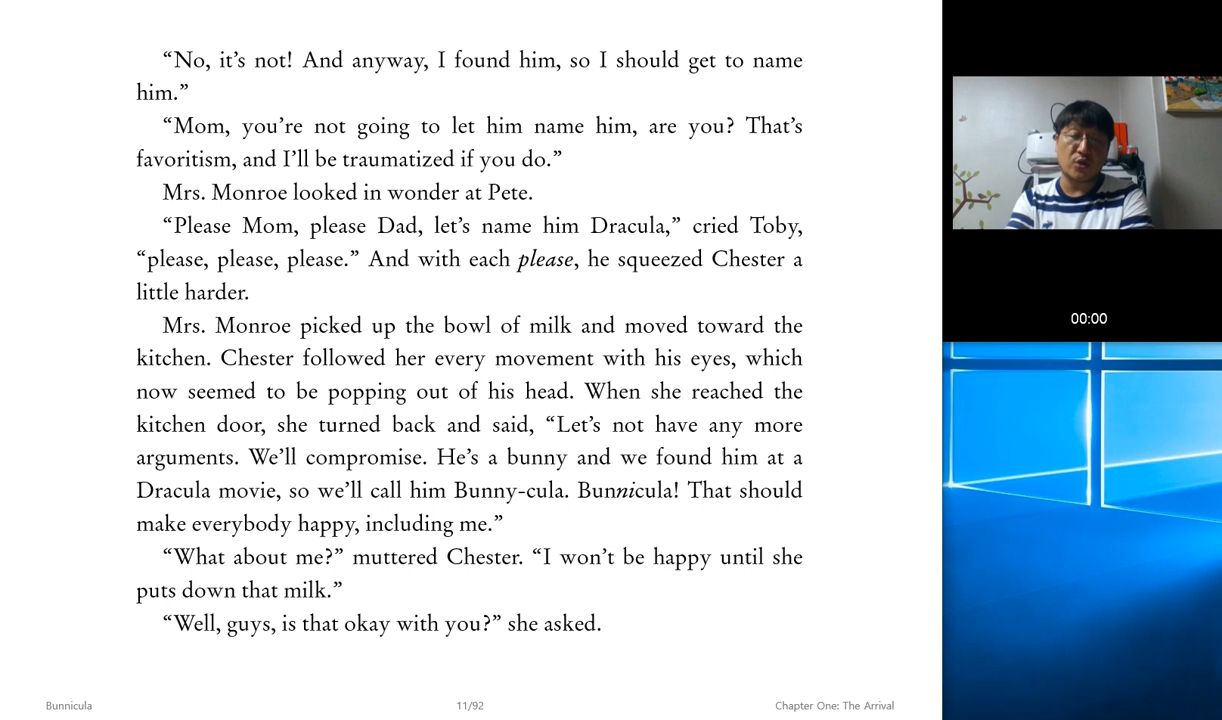 “No, it’s not! And anyway, I found him, so I should get to name
him.”
“Mom, you’re not going to let him name him, are you? That’s
favoritism, and I’ll be traumatized if you do.”
Mrs. Monroe looked in wonder at Pete.
“Please Mom, please Dad, let’s name him Dracula,” cried Toby,
“please, please, please.” And with each please, he squeezed Chester a
little harder.
Mrs. Monroe picked up the bowl of milk and moved toward the
kitchen. Chester followed her every movement with his eyes, which
now seemed to be popping out of his head. When she reached the
kitchen door, she turned back and said, “Let’s not have any more
arguments. We’ll compromise. He’s a bunny and we found him at a
Dracula movie, so we’ll call him Bunny-cula. Bunnicula! That should
make everybody happy, including me.”
“What about me?” muttered Chester. “I won’t be happy until she
puts down that milk.”
“Well, guys, is that okay with you?” she asked.
Bunnicula
11/92
Chapter One: The Arrival
00:00